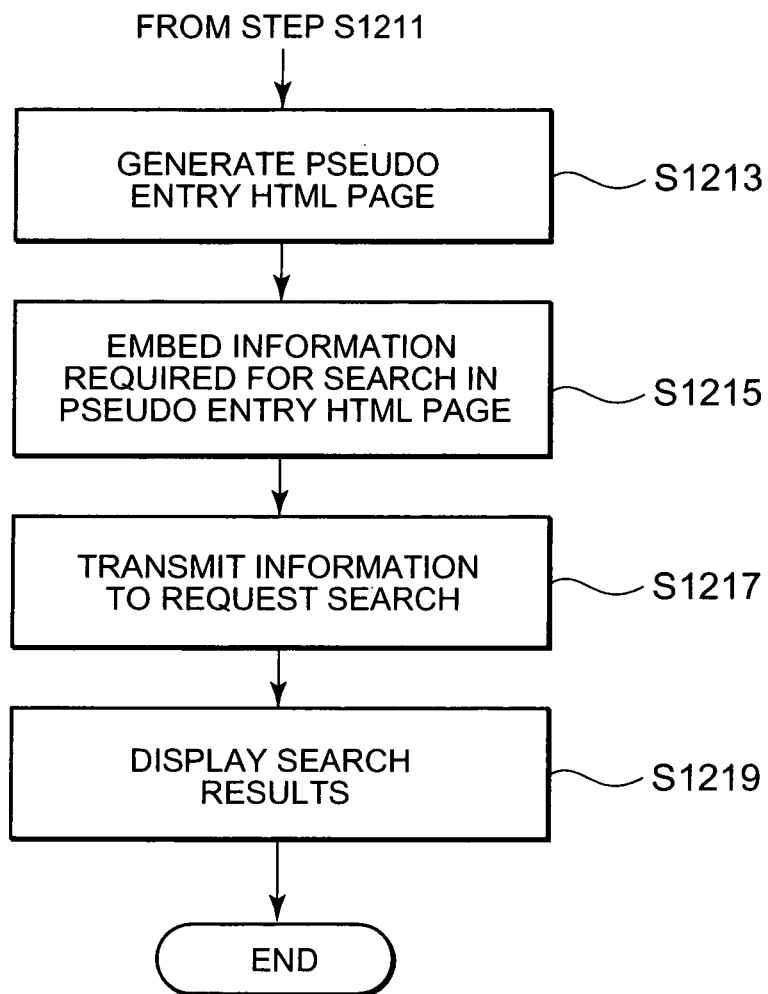 FROM STEP S1211
GENERATE PSEUDO
ENTRY HTML PAGE
S1213
EMBED INFORMATION
REQUIRED FOR SEARCH IN
PSEUDO ENTRY HTML PAGE
S1215
TRANSMIT INFORMATION
TO REQUEST SEARCH
S1217
DISPLAY SEARCH
RESULTS
S1219
END